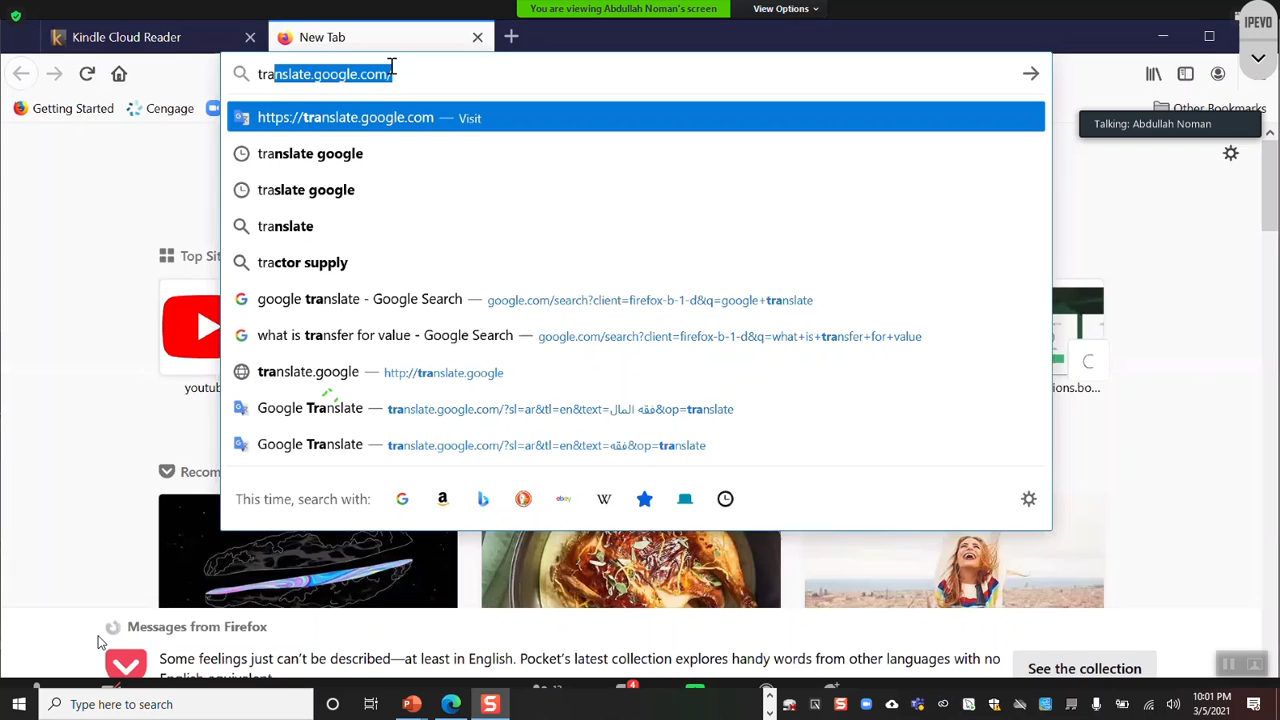 You are viewing Abdullah Noman's screen
View Options
IPEVO
Kindle Cloud Reader
New Tab
translate.google.com/
Getting Started
Cengage
Other Bookmarks
https://translate.google.com — Visit
Talking: Abdullah Noman
translate google
traslate google
translate
tractor supply
Top Sit
google translate - Google Search — google.com/search?client=firefox-b-1-d&q=google+translate
what is transfer for value - Google Search — google.com/search?client=firefox-b-1-d&q=what+is+transfer+for+value
translate.google — http://translate.google
youtub
ions.bo...
Google Translate — translate.google.com/?sl=ar&tl=en&text=فقه المال&op=translate
Google Translate — translate.google.com/?sl=ar&tl=en&text=فقه&op=translate
Recom
This time, search with:
Messages from Firefox
Some feelings just can't be described—at least in English. Pocket's latest collection explores handy words from other languages with no
English equivalent
See the collection
Type here to search
10:01 PM
3/5/2021